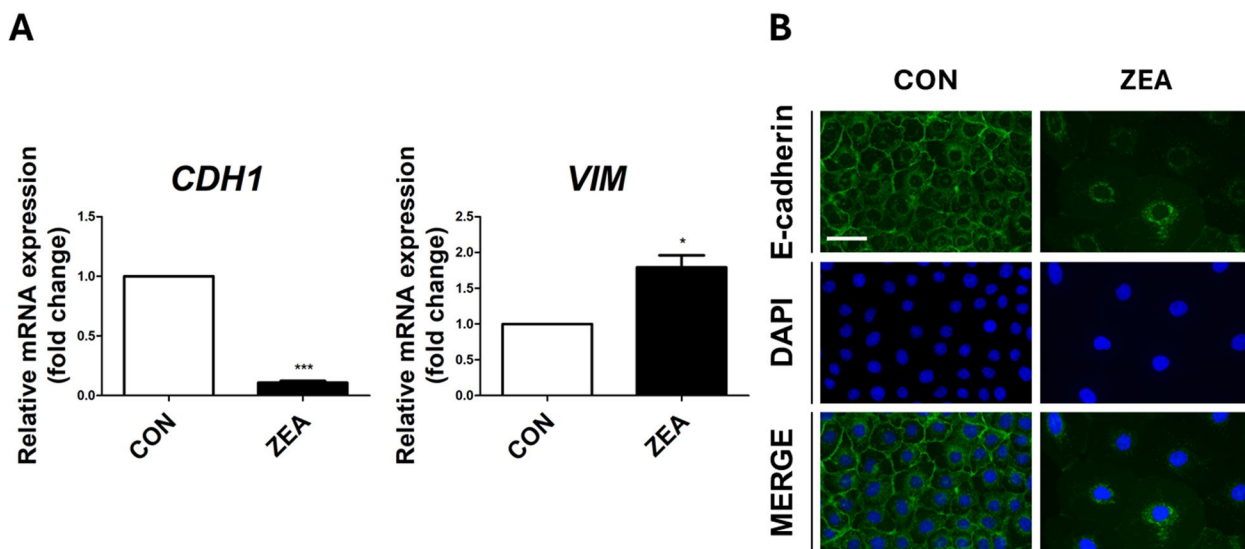 A
CDH1
Relative mRNA expression
(fold change)
1.5
1.0
0.5
0.0
***
CON
ZEA
VIM
Relative mRNA expression
(fold change)
2.5
2.0
1.5
1.0
0.5
0.0
*
CON
ZEA
B
CON
ZEA
E-cadherin
DAPI
MERGE